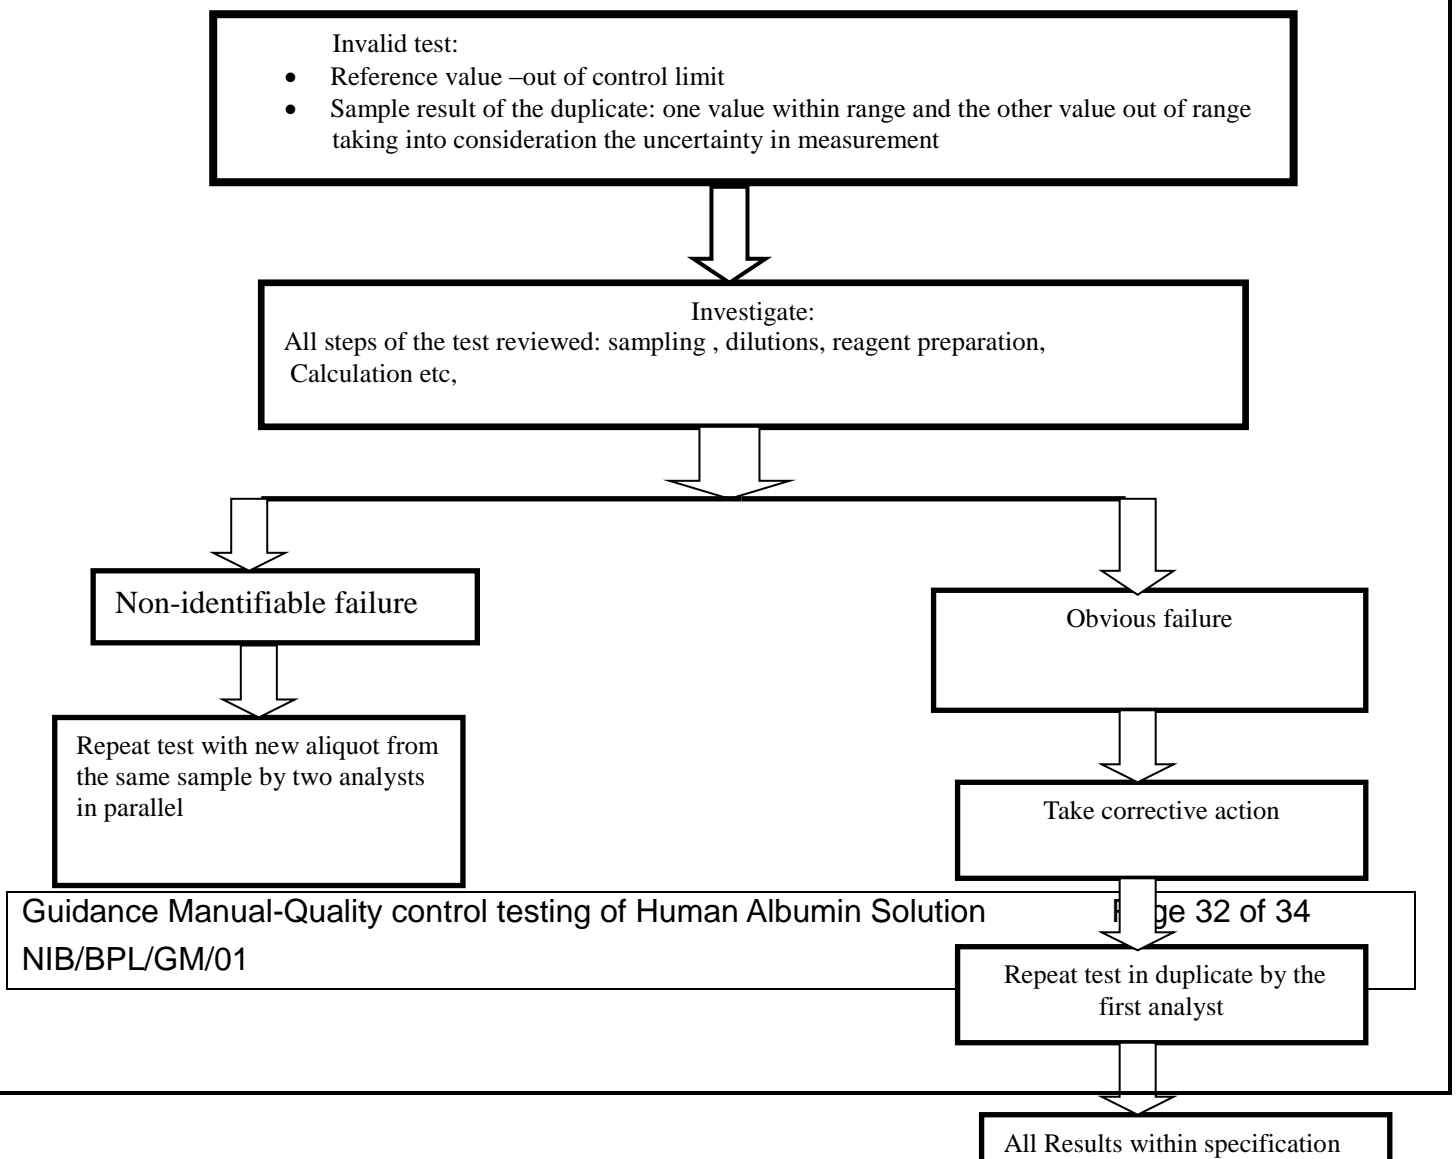 Invalid test:
• Reference value –out of control limit
• Sample result of the duplicate: one value within range and the other value out of range
taking into consideration the uncertainty in measurement
Investigate:
All steps of the test reviewed: sampling , dilutions, reagent preparation,
Calculation etc,
Non-identifiable failure
Repeat test with new aliquot from
the same sample by two analysts
in parallel
Obvious failure
Take corrective action
Repeat test in duplicate by the
first analyst
All Results within specification
Guidance Manual-Quality control testing of Human Albumin Solution Page 32 of 34
NIB/BPL/GM/01